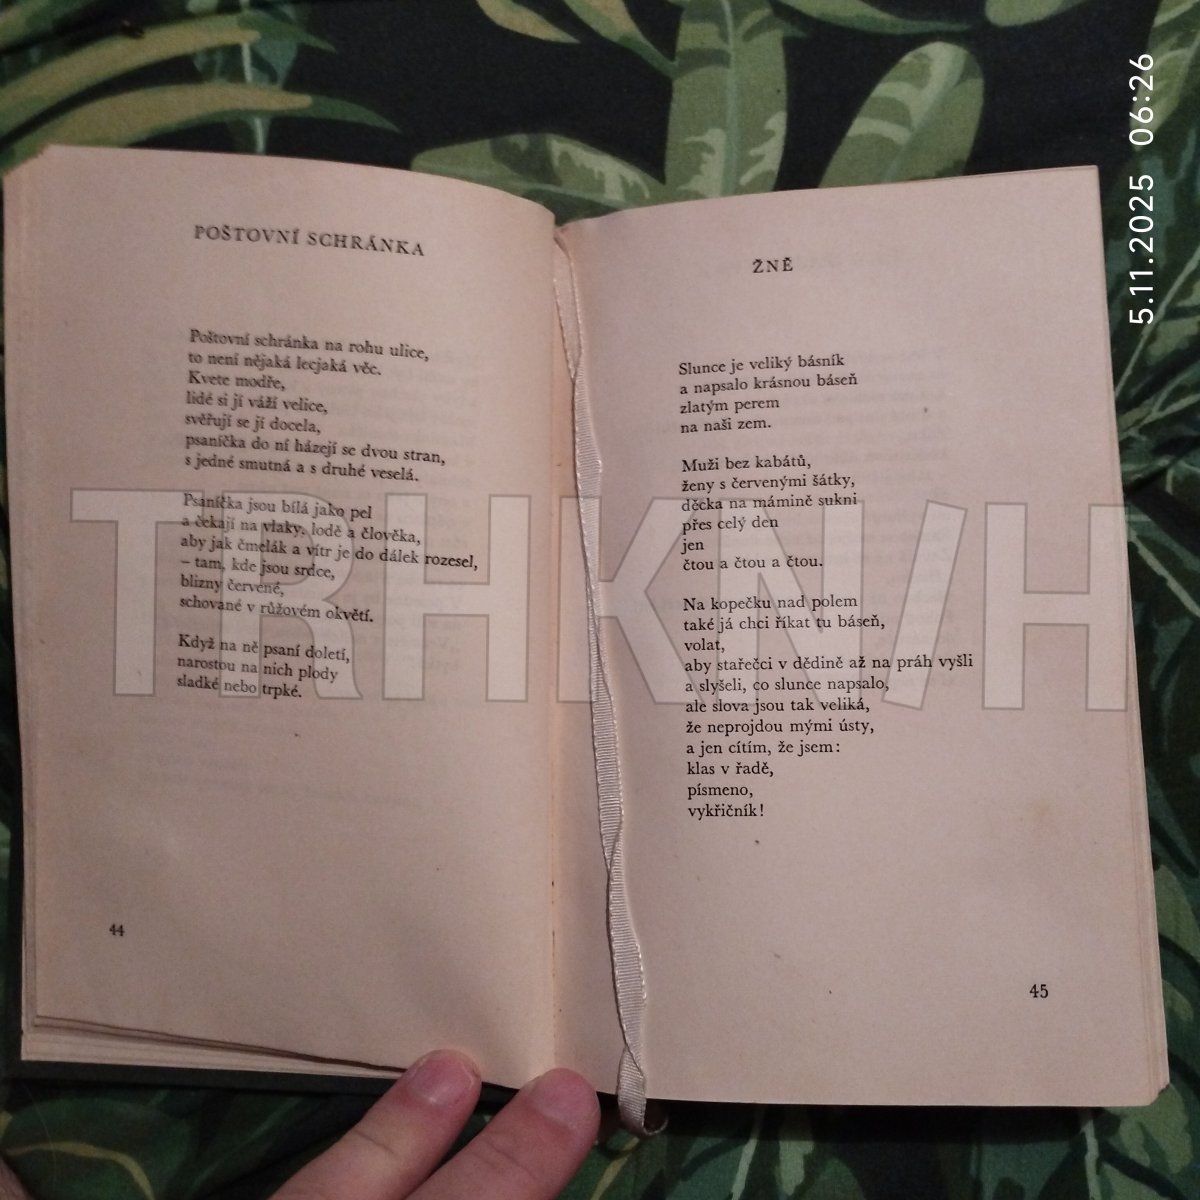 POŠTOVNÍ SCHRÁNKA
Poštovní schránka na rohu ulice,
to není nějaká lecjaká věc.
Kvete modře,
lidé si jí váží velice,
svěřují se jí docela,
psaníčka do ní házejí se dvou stran,
s jedné smutná a s druhé veselá.
Psaníčka jsou bílá jako pel
a čekají na vlaky, lodě a člověka,
aby jak čmelák a vítr je do dálek rozesel,
– tam, kde jsou srdce,
blizny červené,
schované v růžovém okvětí.
Když na ně psaní doletí,
narostou na nich plody
sladké nebo trpké.
44
ŽNĚ
Slunce je veliký básník
a napsalo krásnou báseň
zlatým perem
na naši zem.
Muži bez kabátů,
ženy s červenými šátky,
děcka na mámině sukni
přes celý den
jen
čtou a čtou a čtou.
Na kopečku nad polem
také já chci říkat tu báseň,
volat,
aby stařečci v dědině až na práh vyšli
a slyšeli, co slunce napsalo,
ale slova jsou tak veliká,
že neprojdou mými ústy,
a jen cítím, že jsem:
klas v řadě,
písmeno,
vykřičník!
45
TRHKNIH
5.11.2025 06:26